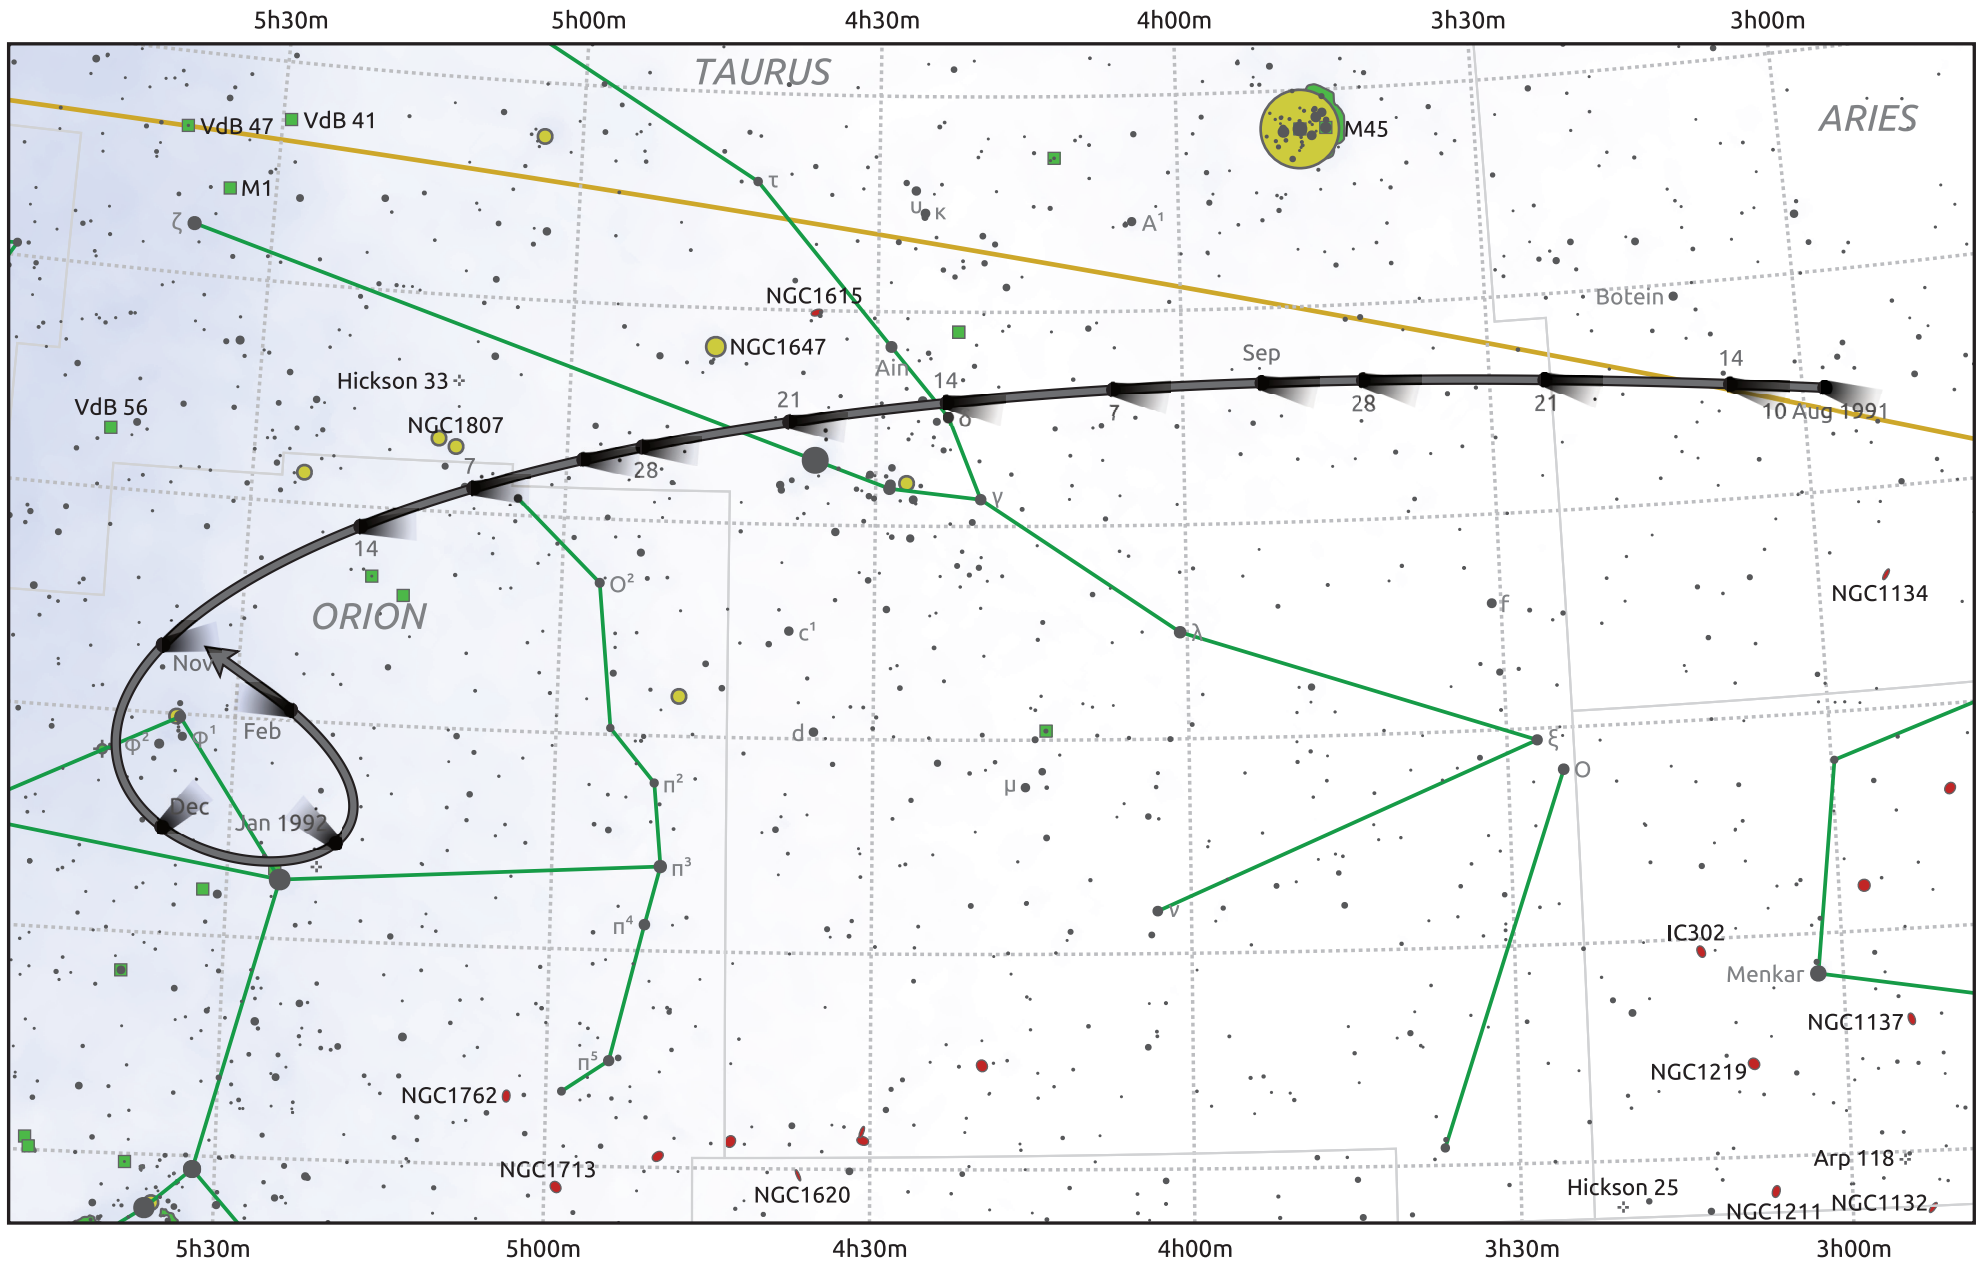 5h30m 5h00m 4h30m 4h00m 3h30m 3h00m
TAURUS
ARIES
VdB 47
VdB 41
M45
M1
τ
ζ
υ
κ
A¹
Botein
NGC1615
NGC1647
Ain
Hickson 33
VdB 56
NGC1807
14
Sep
14
21
7
28
21
10 Aug 1991
δ
28
7
γ
14
NGC1134
ORION
Ο²
c¹
λ
f
Nov
Feb
Φ²
Φ¹
d
ξ
Ο
μ
π²
Dec
Jan 1992
π³
ν
π⁴
IC302
Menkar
NGC1137
π⁵
NGC1219
NGC1762
NGC1713
NGC1620
Arp 118
Hickson 25
NGC1211
NGC1132
5h30m 5h00m 4h30m 4h00m 3h30m 3h00m